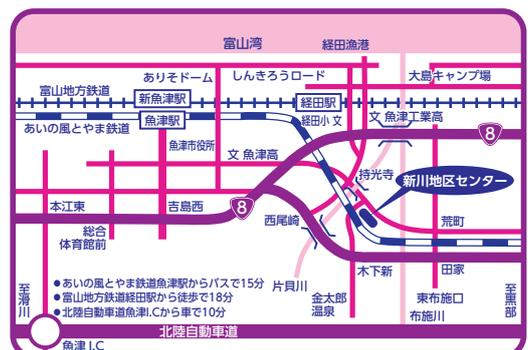 富山湾
経田漁港
ありそドーム
しんきろうロード
大島キャンプ場
富山地方鉄道
新魚津駅
経田駅
魚津駅
経田小 文
文 魚津工業高
8
あいの風とやま鉄道
魚津市役所
文 魚津高
持光寺
新川地区センター
本江東
吉島西
8
西尾崎
荒町
総合
体育館前
木下新
田家
●あいの風とやま鉄道魚津駅からバスで15分
●富山地方鉄道経田駅から徒歩で18分
●北陸自動車道魚津I.Cから車で10分
片貝川
金太郎
温泉
東布施口
布施川
至滑川
至黒部
北陸自動車道
魚津 I.C